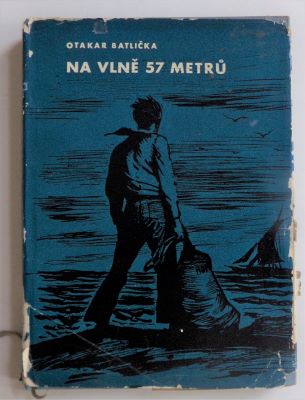 OTAKAR BATLIČKA
NA VLNĚ 57 METRŮ